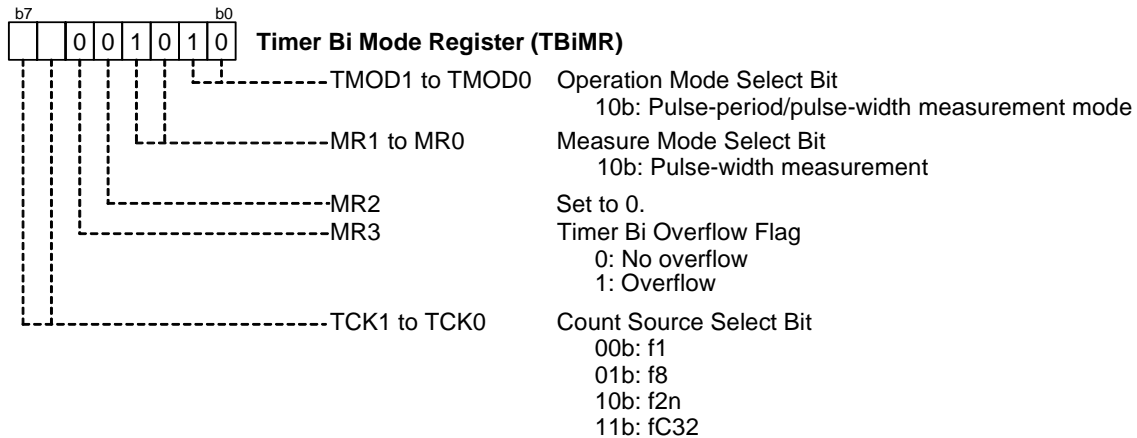 b7 b0
0 0 1 0 1 0 Timer Bi Mode Register (TBiMR)
TMOD1 to TMOD0 Operation Mode Select Bit
10b: Pulse-period/pulse-width measurement mode
MR1 to MR0 Measure Mode Select Bit
10b: Pulse-width measurement
MR2 Set to 0.
MR3 Timer Bi Overflow Flag
0: No overflow
1: Overflow
TCK1 to TCK0 Count Source Select Bit
00b: f1
01b: f8
10b: f2n
11b: fC32